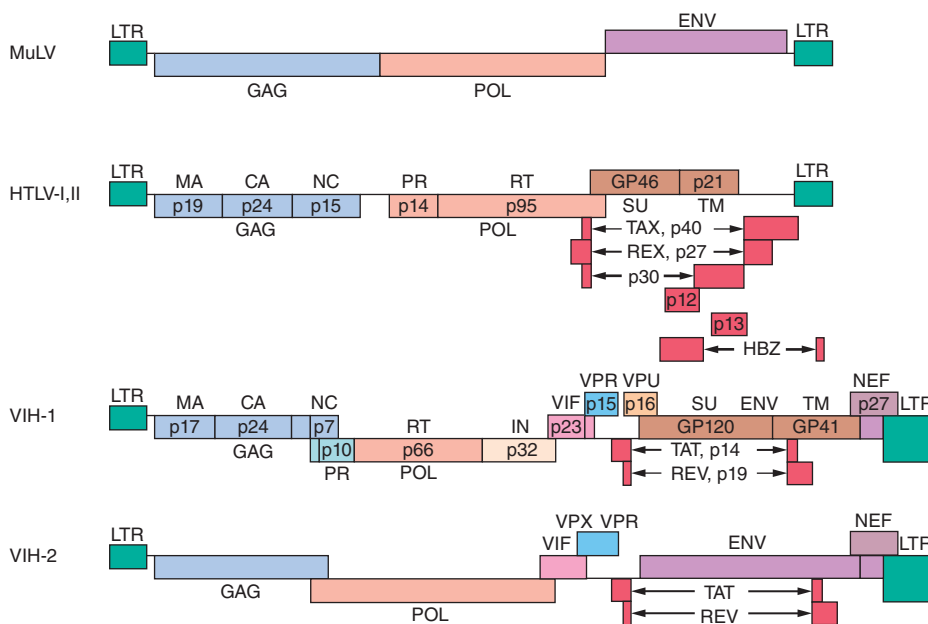 ENV
LTR LTR
MuLV
GAG POL
LTR MA CA NC PR RT GP46 p21 LTR
HTLV-I,II
p19 p24 p15 p14 p95 SU TM
GAG POL TAX, p40
REX, p27
p30
p12
p13
HBZ
VPR VPU NEF
LTR MA CA NC VIF p15 p16 SU ENV TM p27 LTR
VIH-1
p17 p24 p7 RT IN p23 GP120 GP41
GAG p10 p66 p32 TAT, p14
PR POL REV, p19
VPX VPR NEF
LTR VIF ENV LTR
VIH-2
GAG TAT
POL REV